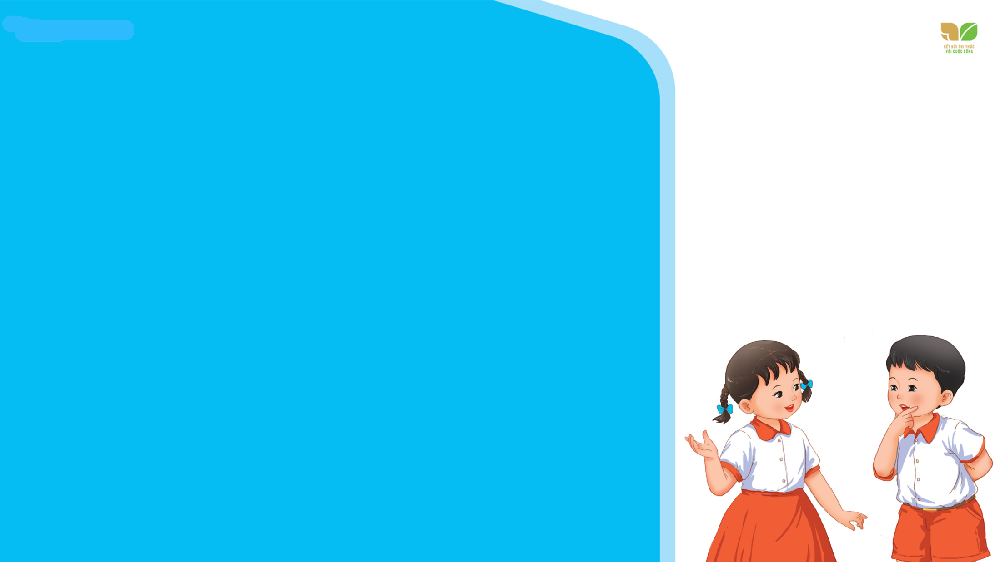 KẾT NỐI TRI THỨC
VỚI CUỘC SỐNG